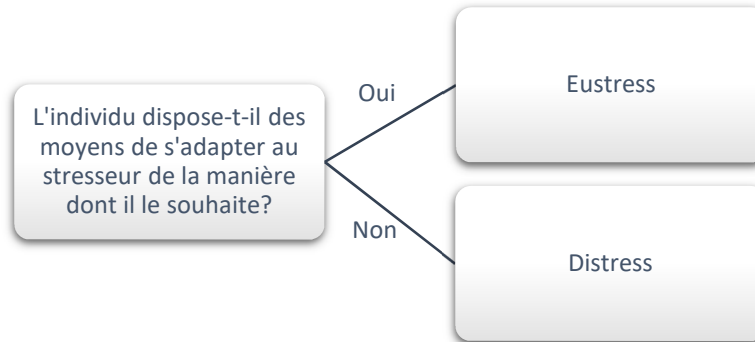 L'individu dispose-t-il des
moyens de s'adapter au
stresseur de la manière
dont il le souhaite?
Oui
Eustress
Non
Distress